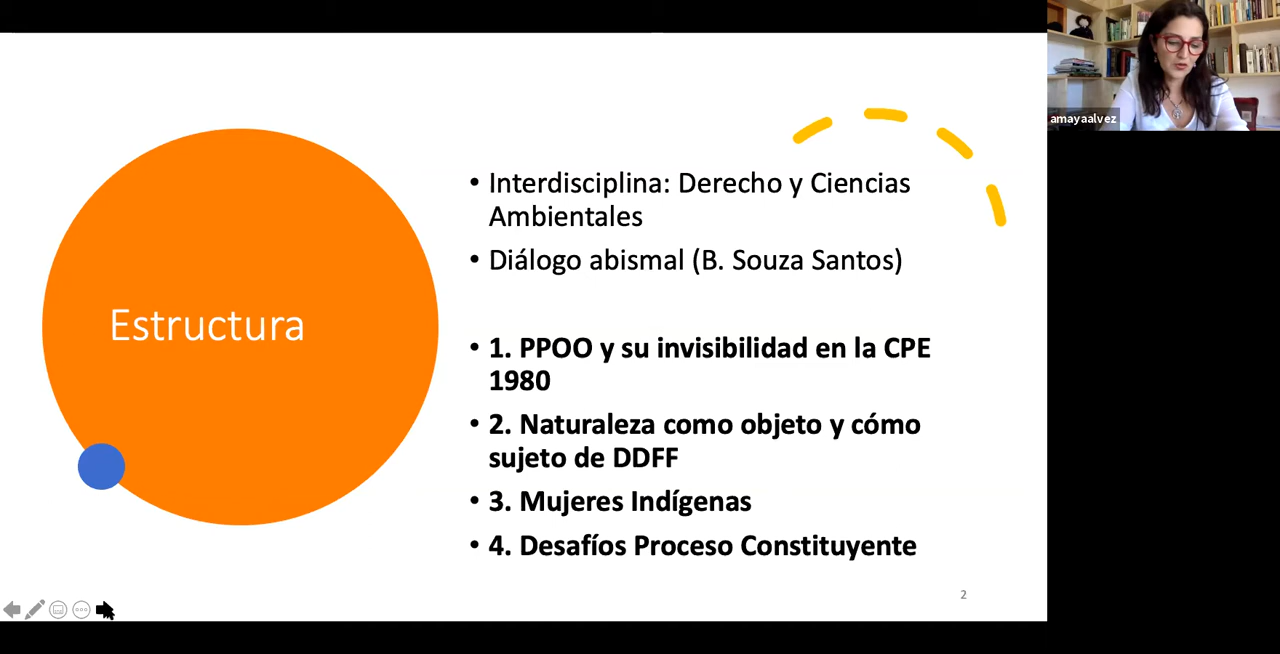 amayaalvez
Estructura
• Interdisciplina: Derecho y Ciencias
Ambientales
• Diálogo abismal (B. Souza Santos)
• 1. PPOO y su invisibilidad en la CPE
1980
• 2. Naturaleza como objeto y cómo
sujeto de DDFF
• 3. Mujeres Indígenas
• 4. Desafíos Proceso Constituyente
2